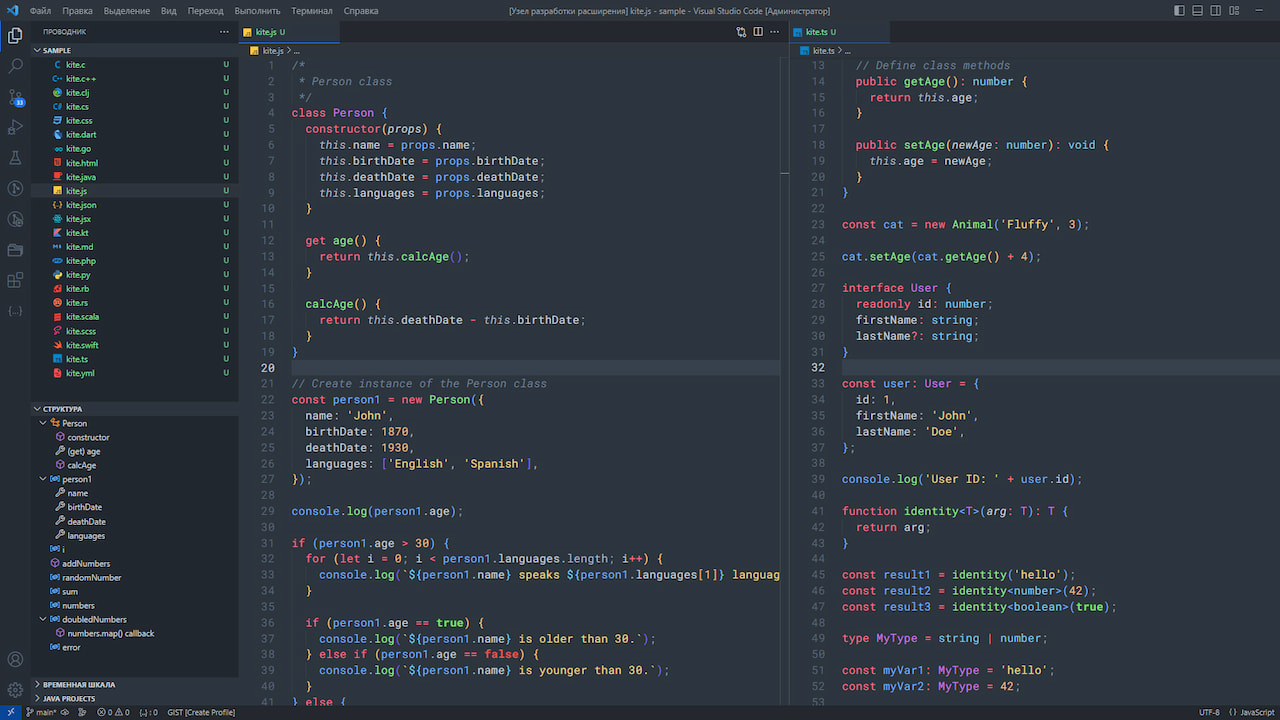 Файл Правка Выделение Вид Переход Выполнить Терминал Справка
[Узел разработки расширения] kite.js - sample - Visual Studio Code [Администратор]
ПРОВОДНИК
SAMPLE
kite.c U
kite.c++ U
kite.clj U
kite.cs U
kite.css U
kite.dart U
kite.go U
kite.html U
kite.java U
kite.js U
kite.json U
kite.jsx U
kite.kt U
kite.md U
kite.php U
kite.py U
kite.rb U
kite.rs U
kite.scala U
kite.scss U
kite.swift U
kite.ts U
kite.yml U
33
СТРУКТУРА
Person
constructor
(get) age
calcAge
person1
name
birthDate
deathDate
languages
i
addNumbers
randomNumber
sum
numbers
doubledNumbers
numbers.map() callback
error
ВРЕМЕННАЯ ШКАЛА
JAVA PROJECTS
kite.js U
kite.js > ...
1 /*
2  * Person class
3  */
4 class Person {
5   constructor(props) {
6     this.name = props.name;
7     this.birthDate = props.birthDate;
8     this.deathDate = props.deathDate;
9     this.languages = props.languages;
10   }
11
12   get age() {
13     return this.calcAge();
14   }
15
16   calcAge() {
17     return this.deathDate - this.birthDate;
18   }
19 }
20
21 // Create instance of the Person class
22 const person1 = new Person({
23   name: 'John',
24   birthDate: 1870,
25   deathDate: 1930,
26   languages: ['English', 'Spanish'],
27 });
28
29 console.log(person1.age);
30
31 if (person1.age > 30) {
32   for (let i = 0; i < person1.languages.length; i++) {
33     console.log(`${person1.name} speaks ${person1.languages[1]} languag
34   }
35
36   if (person1.age == true) {
37     console.log(`${person1.name} is older than 30.`);
38   } else if (person1.age == false) {
39     console.log(`${person1.name} is younger than 30.`);
40   }
41 } else {
kite.ts U
kite.ts > ...
13   // Define class methods
14   public getAge(): number {
15     return this.age;
16   }
17
18   public setAge(newAge: number): void {
19     this.age = newAge;
20   }
21 }
22
23 const cat = new Animal('Fluffy', 3);
24
25 cat.setAge(cat.getAge() + 4);
26
27 interface User {
28   readonly id: number;
29   firstName: string;
30   lastName?: string;
31 }
32
33 const user: User = {
34   id: 1,
35   firstName: 'John',
36   lastName: 'Doe',
37 };
38
39 console.log('User ID: ' + user.id);
40
41 function identity<T>(arg: T): T {
42   return arg;
43 }
44
45 const result1 = identity('hello');
46 const result2 = identity<number>(42);
47 const result3 = identity<boolean>(true);
48
49 type MyType = string | number;
50
51 const myVar1: MyType = 'hello';
52 const myVar2: MyType = 42;
53
main* 0 0 {..} : 0 GIST [Create Profile]
UTF-8 {} JavaScript